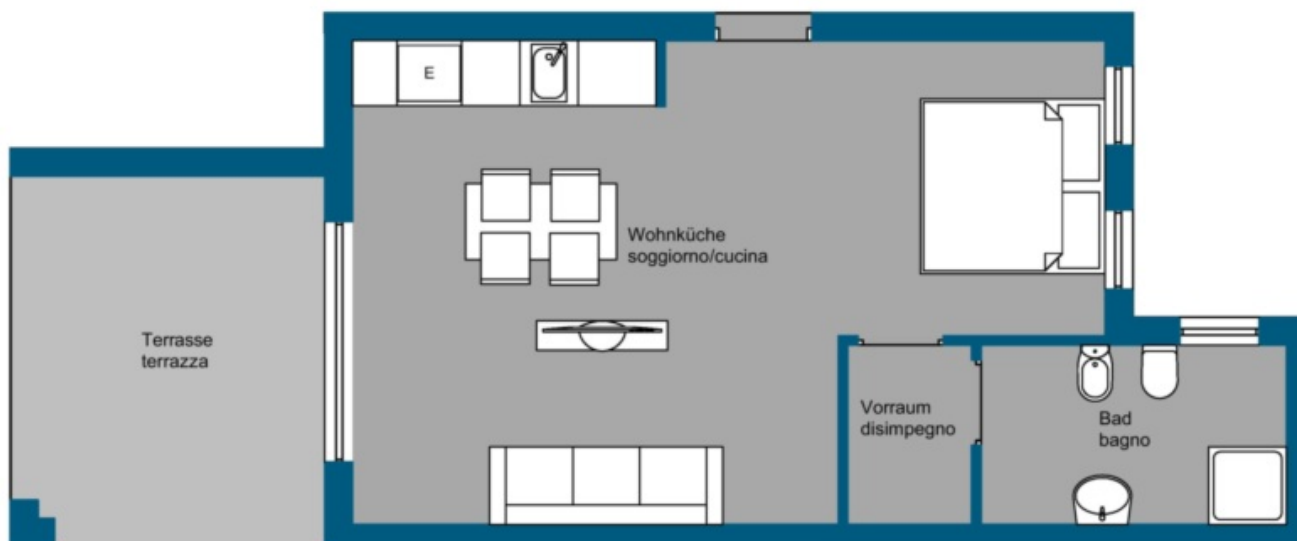 E
Wohnküche
soggiorno/cucina
Terrasse
terrazza
Vorraum
disimpegno
Bad
bagno